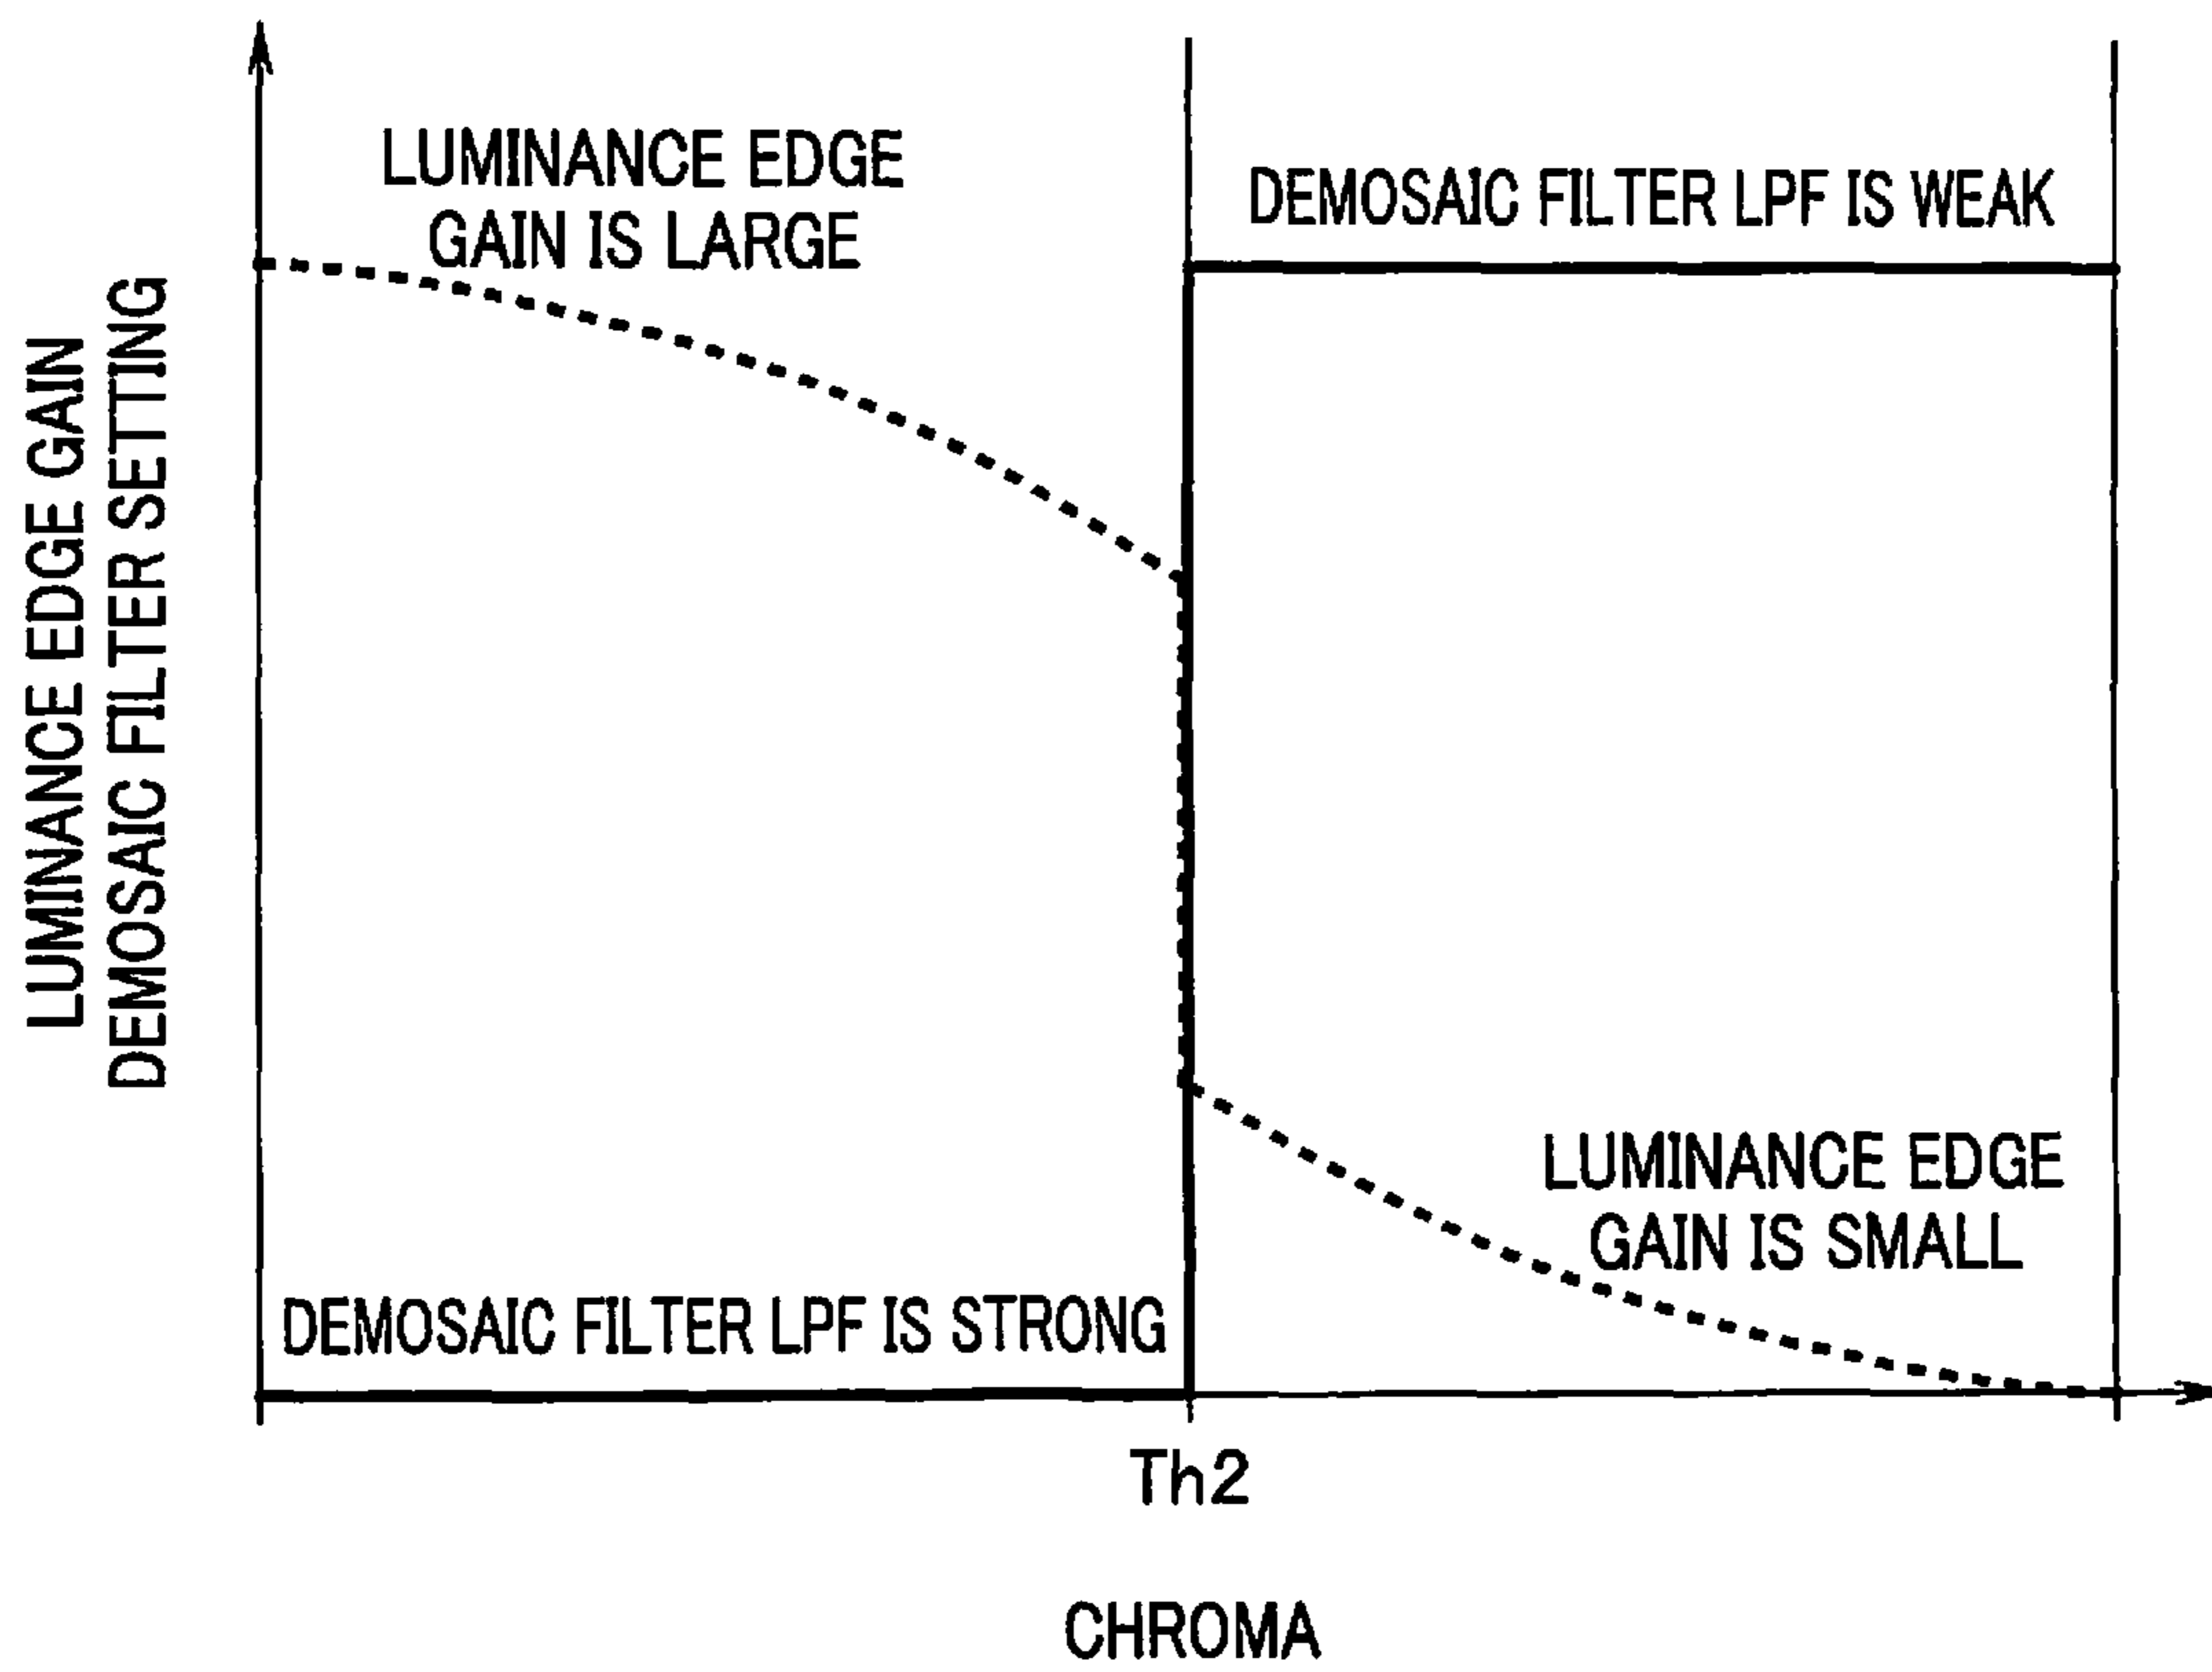 LUMINANCE EDGE GAIN
DEMOSAIC FILTER SETTING
LUMINANCE EDGE
GAIN IS LARGE
DEMOSAIC FILTER LPF IS WEAK
LUMINANCE EDGE
GAIN IS SMALL
DEMOSAIC FILTER LPF IS STRONG
Th2
CHROMA